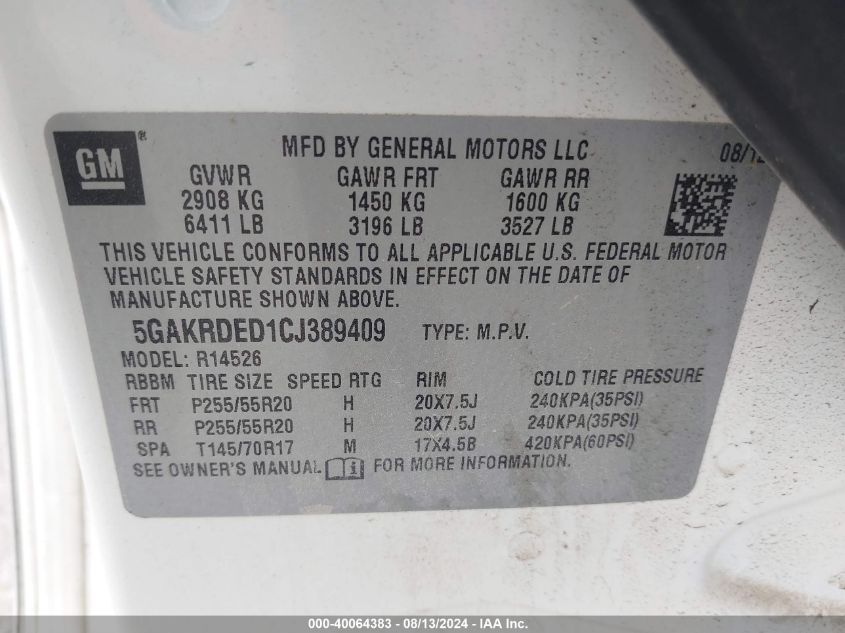 GM®
MFD BY GENERAL MOTORS LLC 08/12
GVWR GAWR FRT GAWR RR
2908 KG 1450 KG 1600 KG
6411 LB 3196 LB 3527 LB
THIS VEHICLE CONFORMS TO ALL APPLICABLE U.S. FEDERAL MOTOR
VEHICLE SAFETY STANDARDS IN EFFECT ON THE DATE OF
MANUFACTURE SHOWN ABOVE.
5GAKRDED1CJ389409 TYPE: M.P.V.
MODEL: R14526
RBBM TIRE SIZE SPEED RTG RIM COLD TIRE PRESSURE
FRT P255/55R20 H 20X7.5J 240KPA(35PSI)
RR P255/55R20 H 20X7.5J 240KPA(35PSI)
SPA T145/70R17 M 17X4.5B 420KPA(60PSI)
SEE OWNER'S MANUAL FOR MORE INFORMATION.
000-40064383 - 08/13/2024 - IAA Inc.